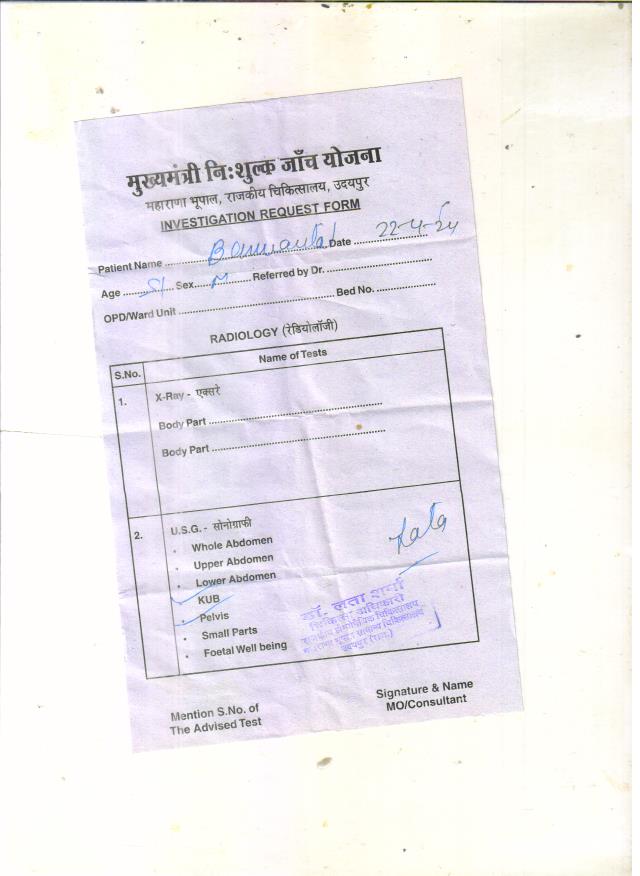 मुख्यमंत्री निःशुल्क जाँच योजना
महाराणा भूपाल, राजकीय चिकित्सालय, उदयपुर
INVESTIGATION REQUEST FORM
Patient Name ........ Date 22-4-24
Age ........ Sex.... M ........ Referred by Dr. ........
OPD/Ward Unit ........ Bed No. ........
RADIOLOGY (रेडियोलॉजी)
S.No. Name of Tests
1. X-Ray - एक्सरे
Body Part ........
Body Part ........
2. U.S.G. - सोनोग्राफी
• Whole Abdomen
• Upper Abdomen
• Lower Abdomen
KUB
• Pelvis
• Small Parts
• Foetal Well being
Lata
डॉ. लता शर्मा
चिकित्सा अधिकारी
उदयपुर (राज.)
Mention S.No. of
The Advised Test
Signature & Name
MO/Consultant